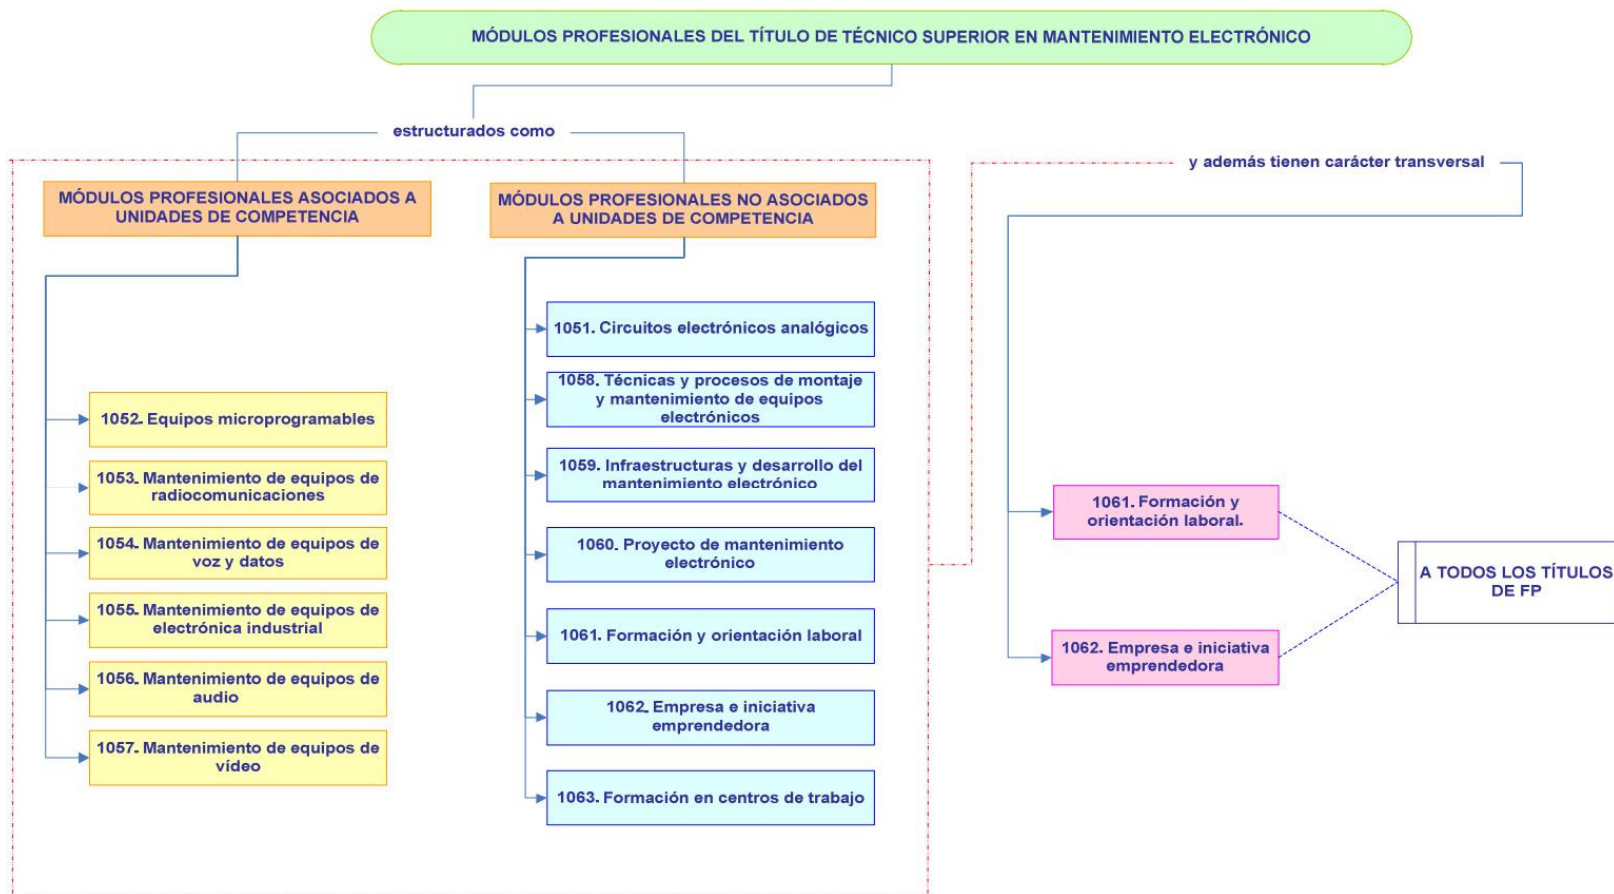 MÓDULOS PROFESIONALES DEL TÍTULO DE TÉCNICO SUPERIOR EN MANTENIMIENTO ELECTRÓNICO
estructurados como
y además tienen carácter transversal
MÓDULOS PROFESIONALES ASOCIADOS A
UNIDADES DE COMPETENCIA
MÓDULOS PROFESIONALES NO ASOCIADOS
A UNIDADES DE COMPETENCIA
1052. Equipos microprogramables
1053. Mantenimiento de equipos de
radiocomunicaciones
1054. Mantenimiento de equipos de
voz y datos
1055. Mantenimiento de equipos de
electrónica industrial
1056. Mantenimiento de equipos de
audio
1057. Mantenimiento de equipos de
vídeo
1051. Circuitos electrónicos analógicos
1058. Técnicas y procesos de montaje
y mantenimiento de equipos
electrónicos
1059. Infraestructuras y desarrollo del
mantenimiento electrónico
1060. Proyecto de mantenimiento
electrónico
1061. Formación y orientación laboral
1062. Empresa e iniciativa
emprendedora
1063. Formación en centros de trabajo
1061. Formación y
orientación laboral.
1062. Empresa e iniciativa
emprendedora
A TODOS LOS TÍTULOS
DE FP